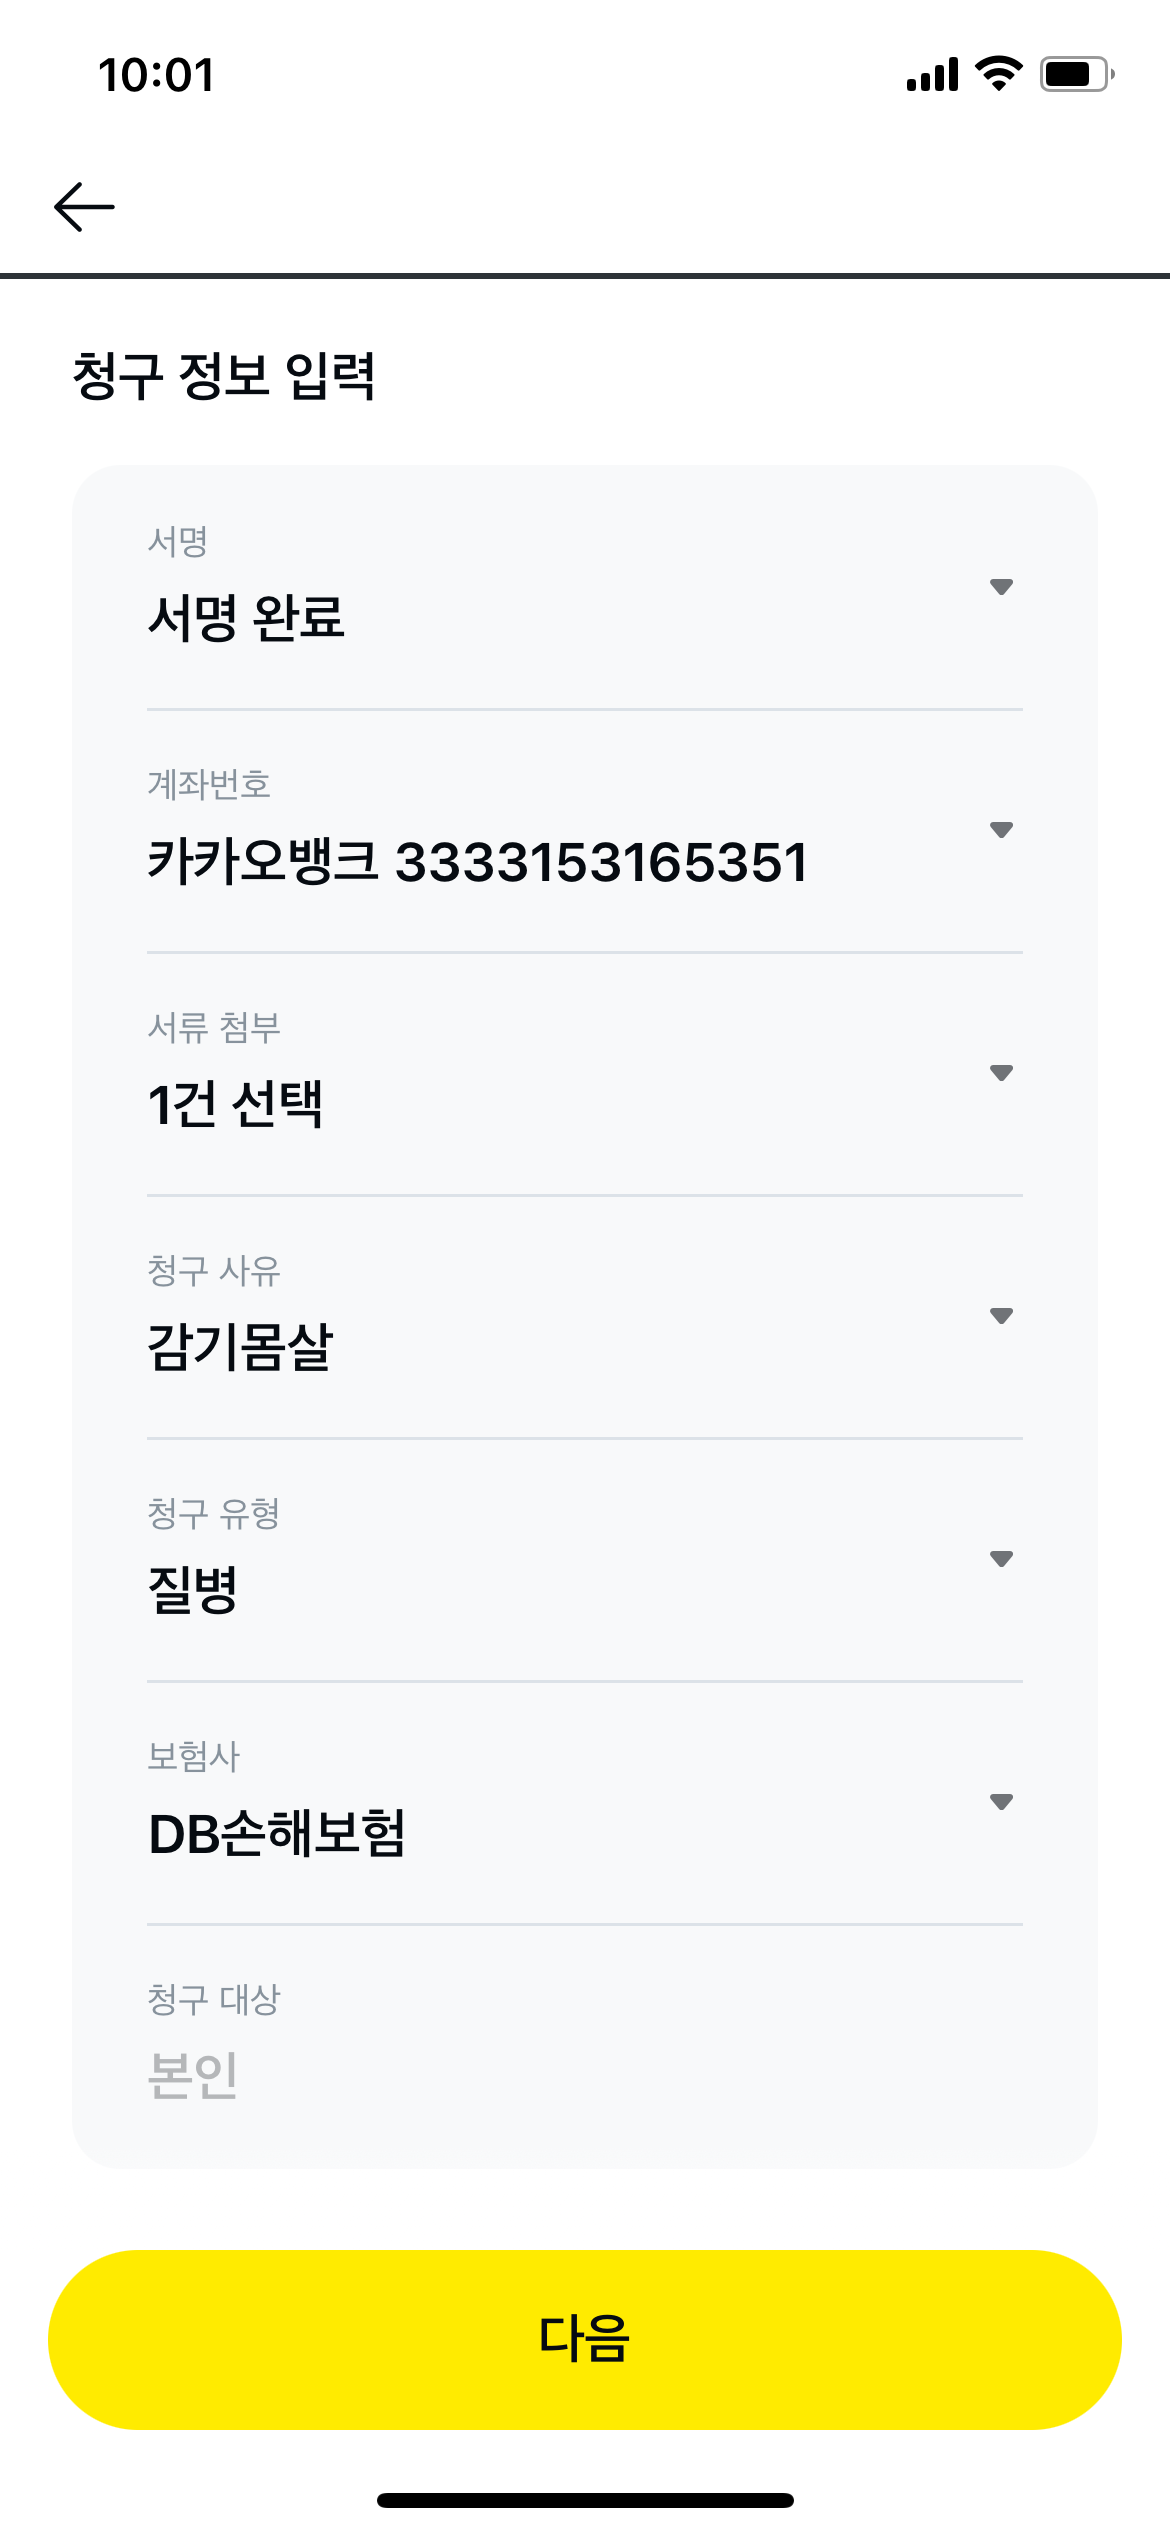 10:01
청구 정보 입력
서명
서명 완료
계좌번호
카카오뱅크 3333153165351
서류 첨부
1건 선택
청구 사유
감기몸살
청구 유형
질병
보험사
DB손해보험
청구 대상
본인
다음